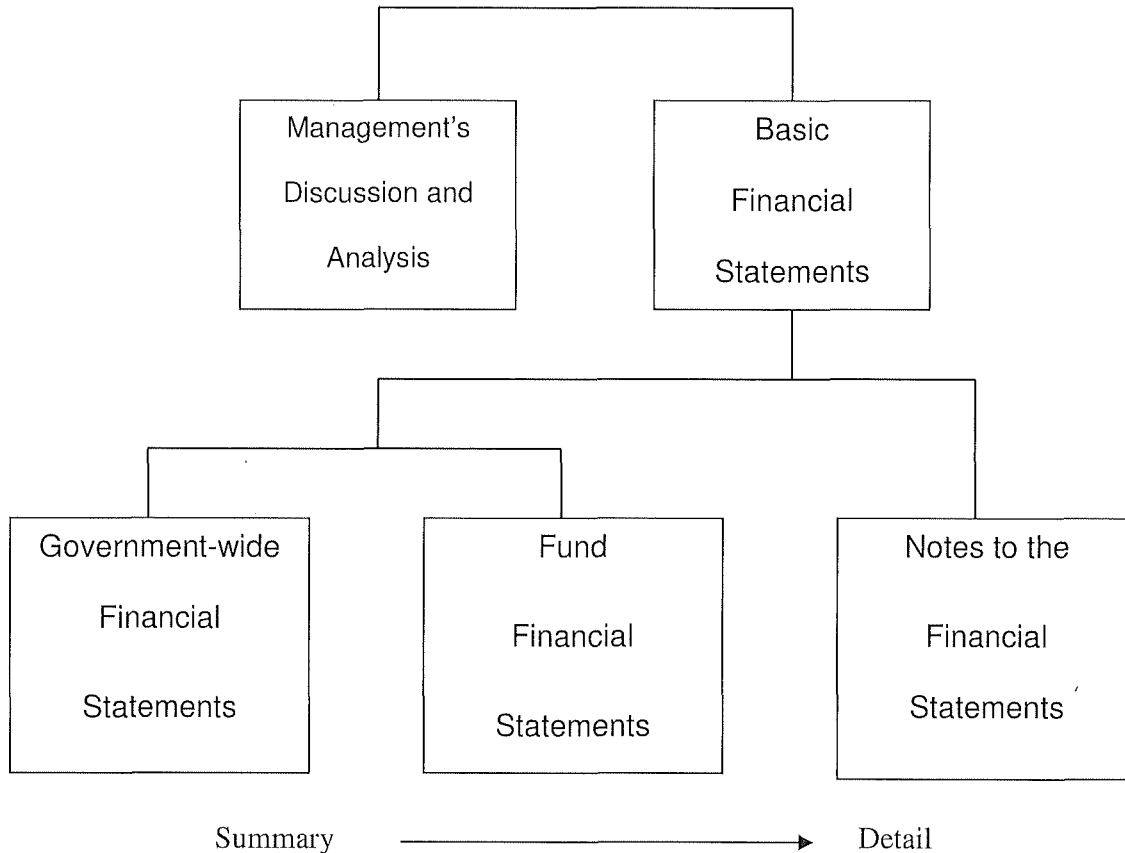 Management's
Discussion and
Analysis
Basic
Financial
Statements
Government-wide
Financial
Statements
Fund
Financial
Statements
Notes to the
Financial
Statements
Summary
Detail